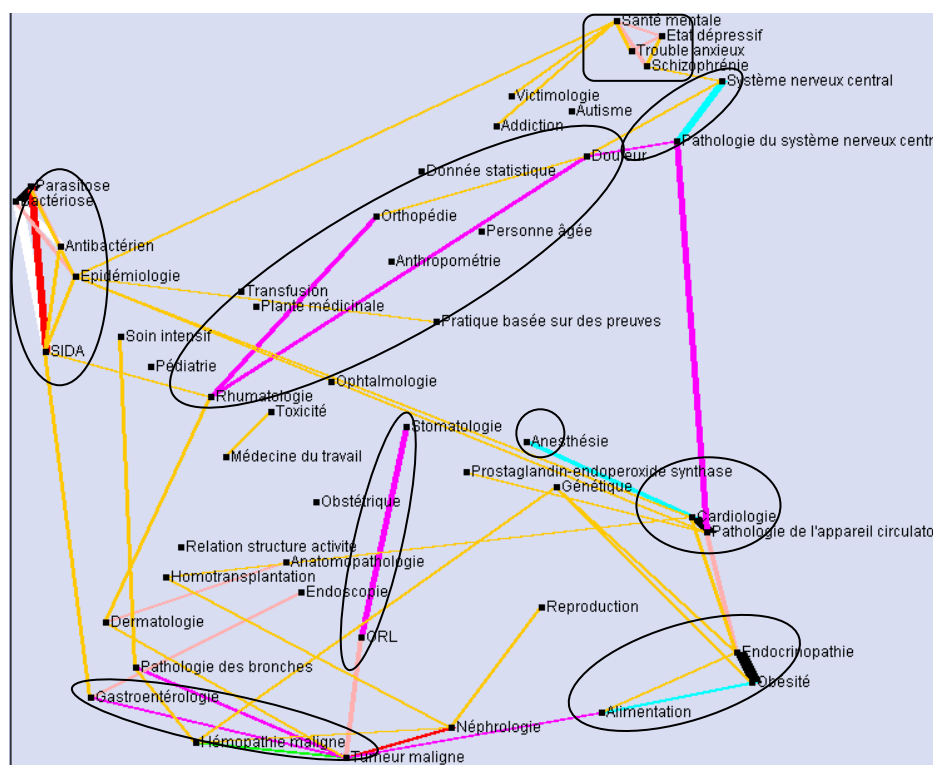 Santé mentale
Etat dépressif
Trouble anxieux
Schizophrénie
Système nerveux central
Victimologie
Autisme
Addiction
Pathologie du système nerveux centr
Douleur
Donnée statistique
Parasitose
Bactériose
Orthopédie
Personne âgée
Antibactérien
Anthropométrie
Epidémiologie
Transfusion
Plante médicinale
Pratique basée sur des preuves
Soin intensif
SIDA
Pédiatrie
Ophtalmologie
Rhumatologie
Toxicité
Stomatologie
Anesthésie
Médecine du travail
Prostaglandin-endoperoxide synthase
Génétique
Obstétrique
Cardiologie
Pathologie de l'appareil circulato
Relation structure activité
Anatomopathologie
Homotransplantation
Endoscopie
Reproduction
Dermatologie
ORL
Endocrinopathie
Pathologie des bronches
Obésité
Gastroentérologie
Alimentation
Néphrologie
Hémopathie maligne
Tumeur maligne